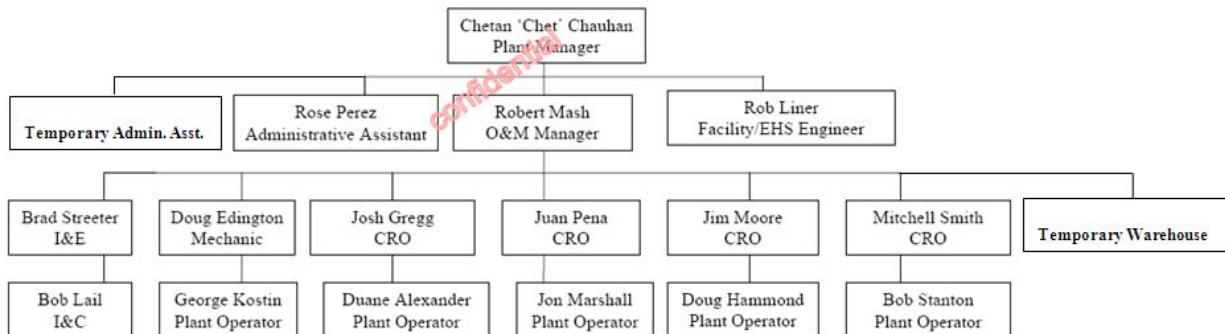 Chetan ‘Chet’ Chauhan
Plant Manager
confidential
Temporary Admin. Asst.
Rose Perez
Administrative Assistant
Robert Mash
O&M Manager
Rob Liner
Facility/EHS Engineer
Brad Streeter
I&E
Doug Edington
Mechanic
Josh Gregg
CRO
Juan Pena
CRO
Jim Moore
CRO
Mitchell Smith
CRO
Temporary Warehouse
Bob Lail
I&C
George Kostin
Plant Operator
Duane Alexander
Plant Operator
Jon Marshall
Plant Operator
Doug Hammond
Plant Operator
Bob Stanton
Plant Operator